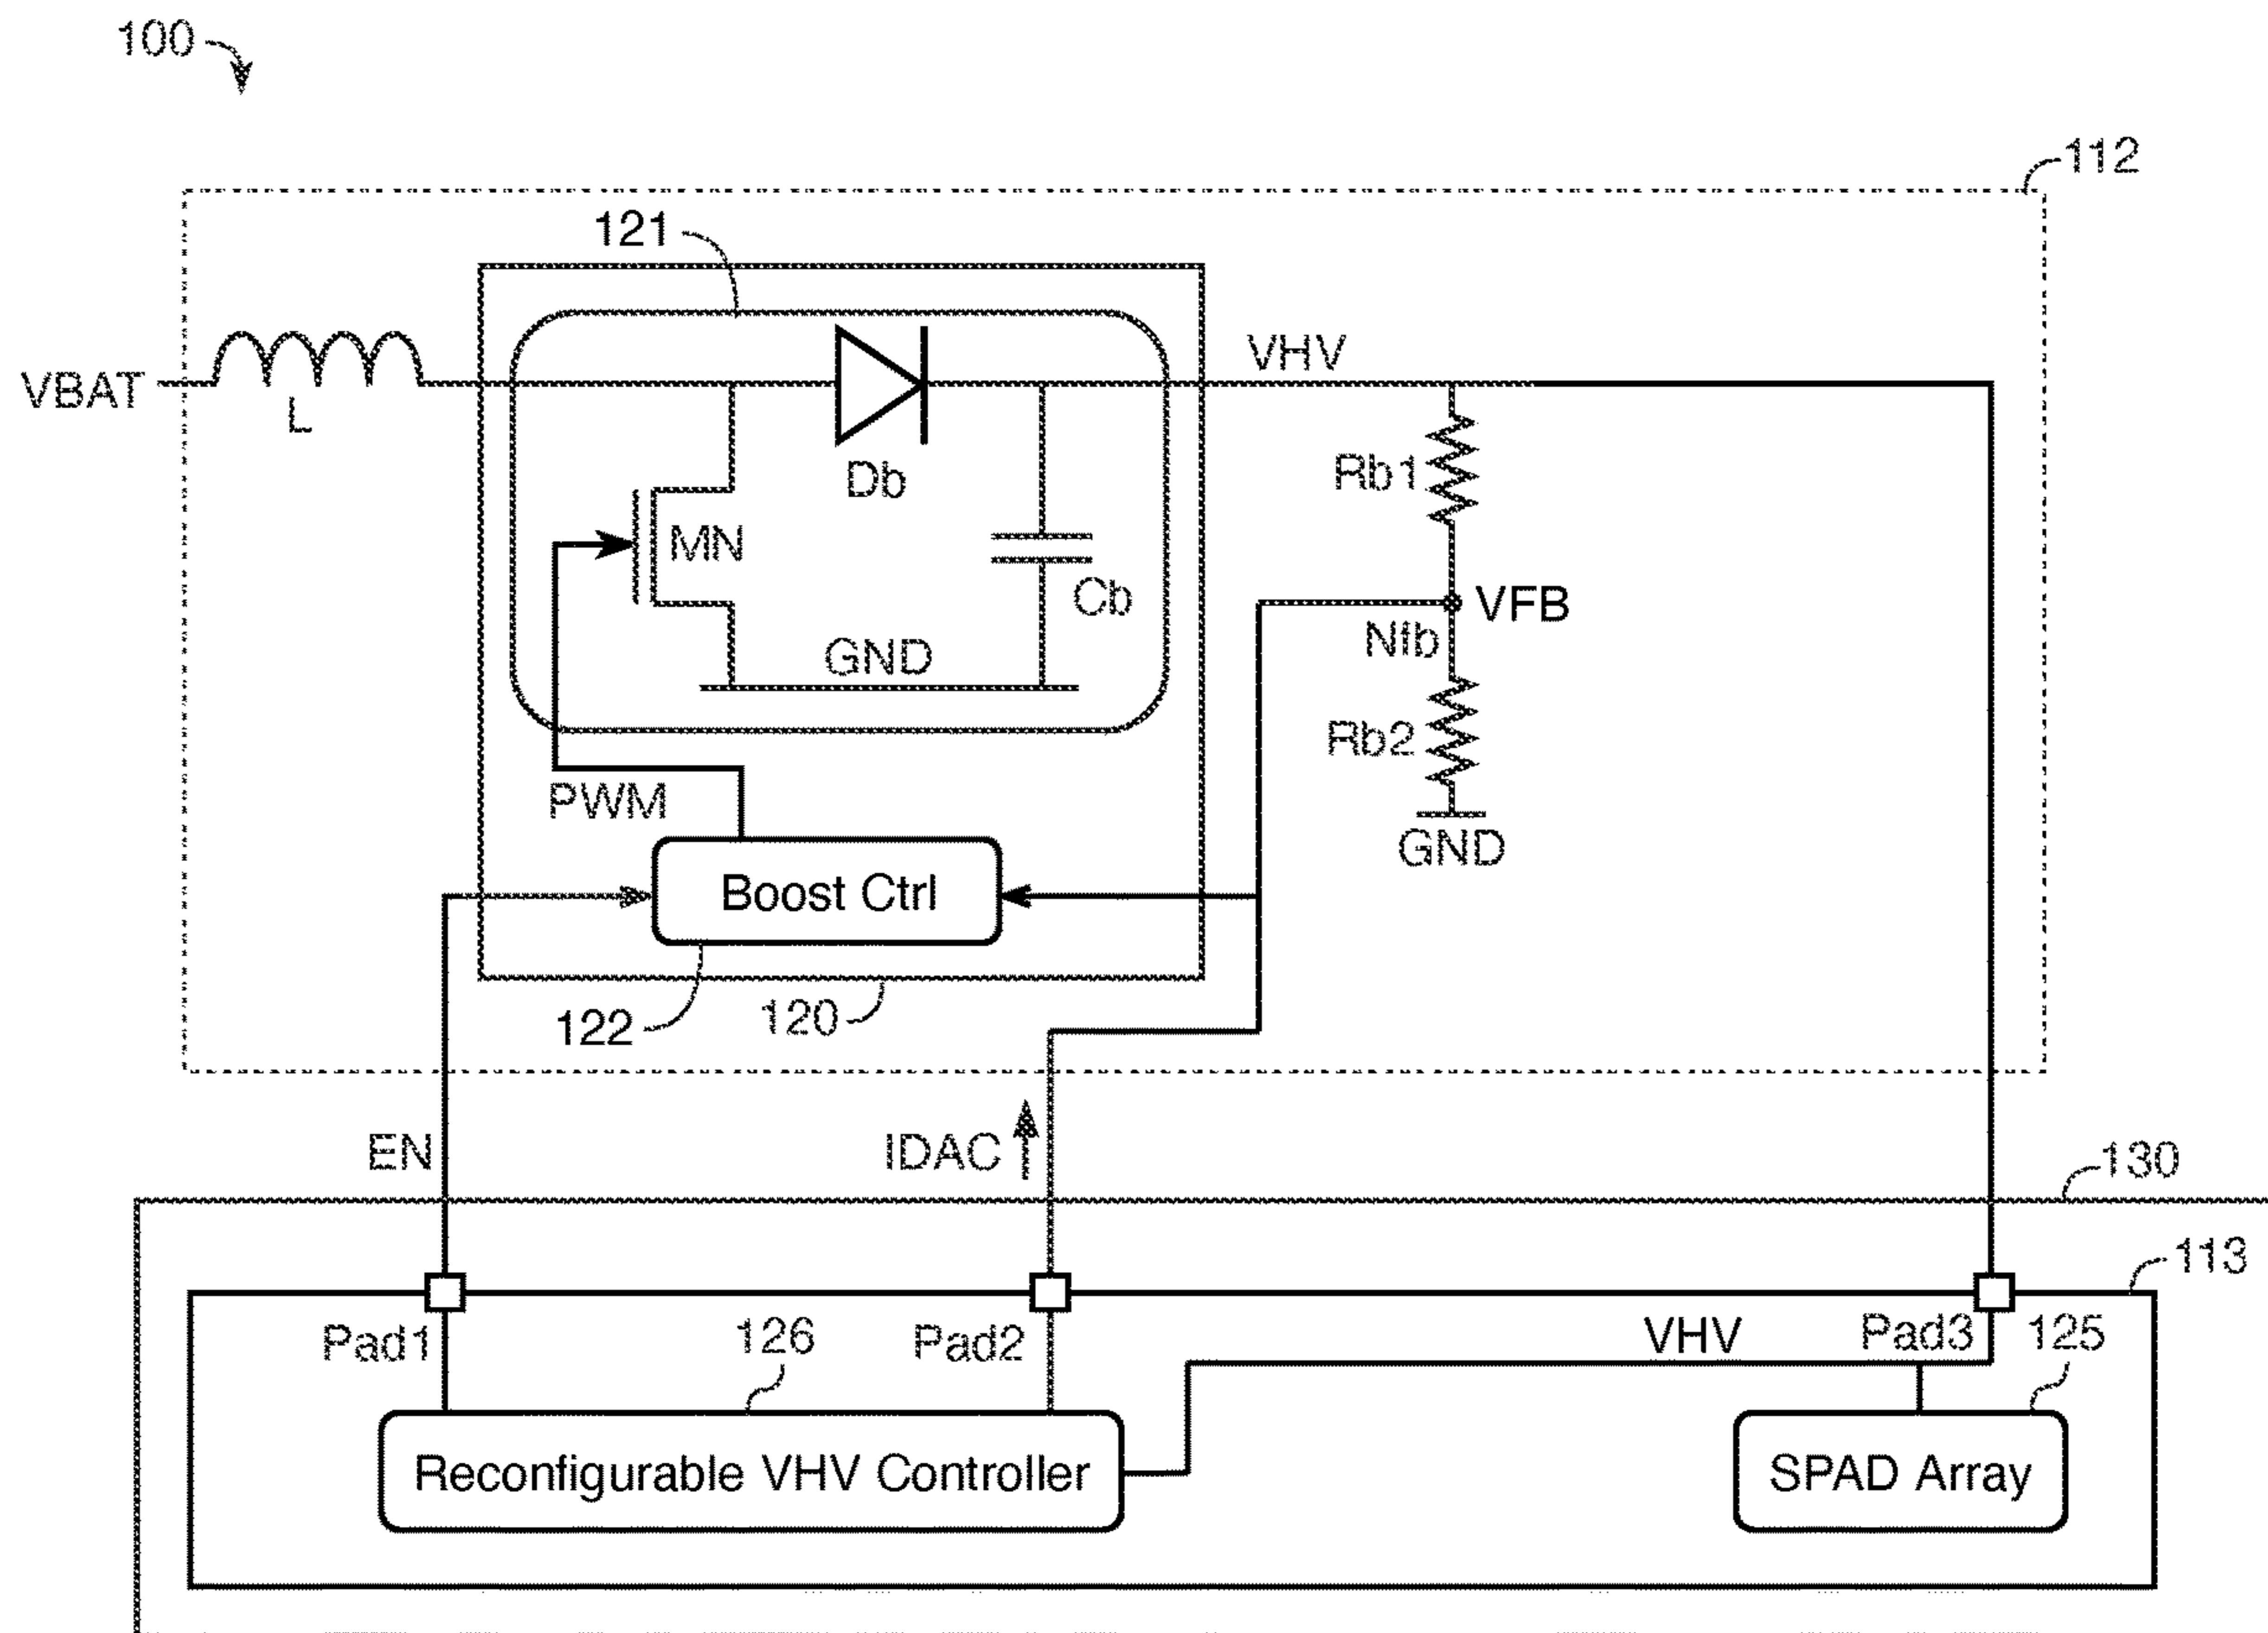 100
112
121
VBAT
L
VHV
Db
Rb1
MN
Cb
VFB
Nfb
GND
Rb2
PWM
GND
Boost Ctrl
122
120
EN
IDAC
130
113
Pad1
126
Pad2
VHV
Pad3
125
Reconfigurable VHV Controller
SPAD Array